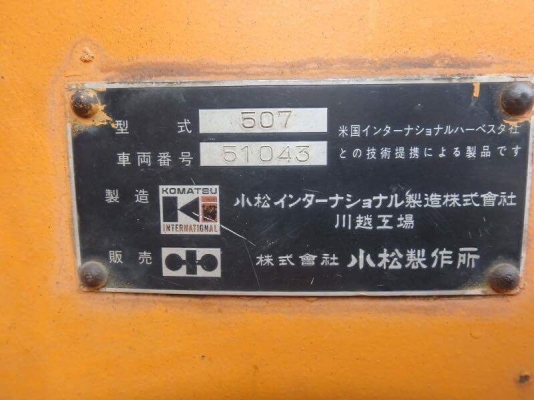 型式 507 米国インターナショナルハーベスタ社
車両番号 51043 との技術提携による製品です
製造 KOMATSU INTERNATIONAL 小松インターナショナル製造株式會社
川越工場
販売 株式會社 小松製作所